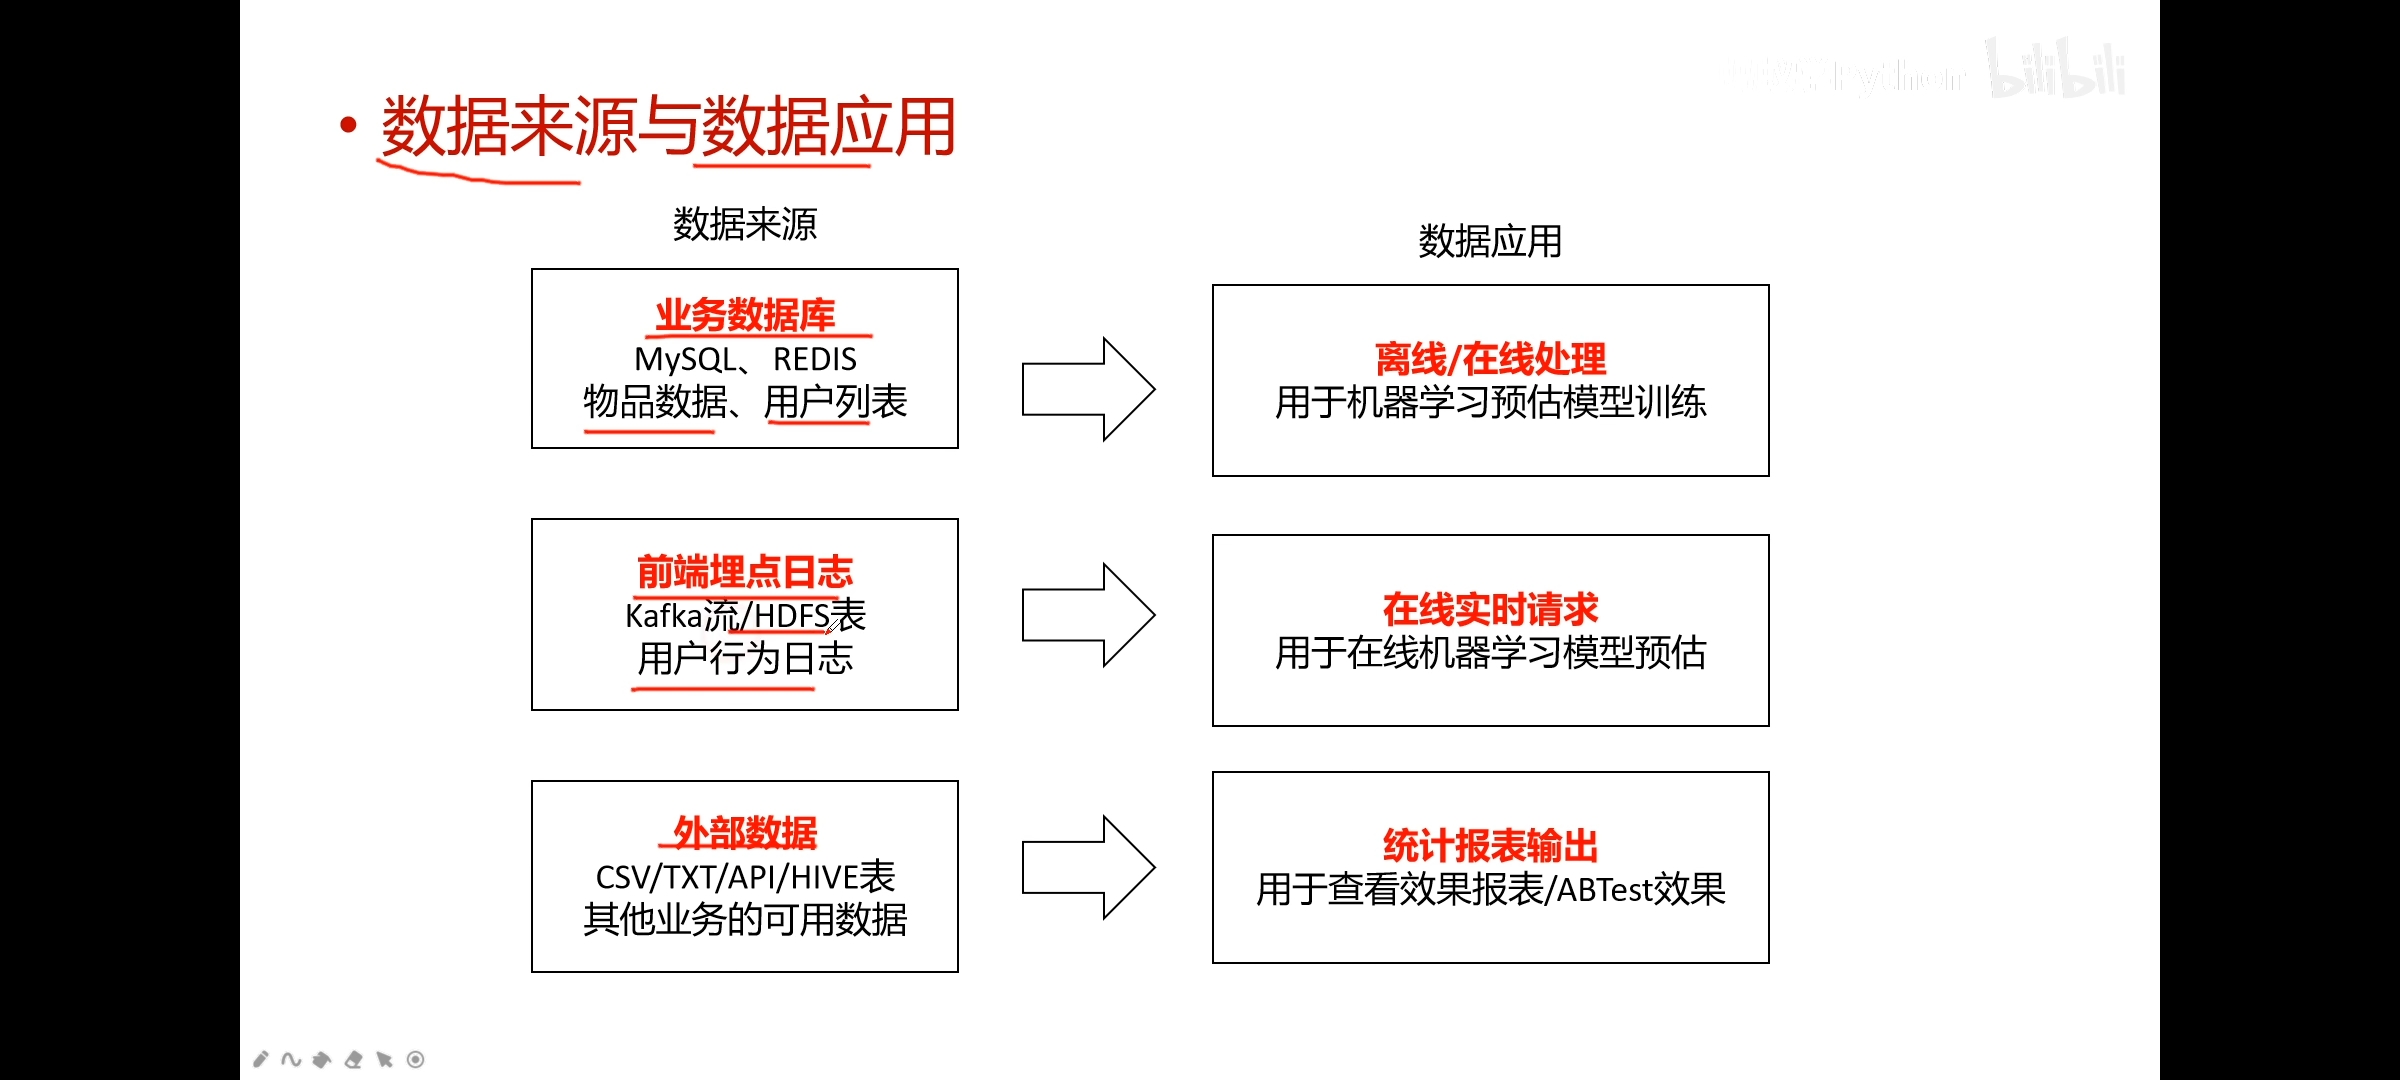 Python bilibili
• 数据来源与数据应用
数据来源
业务数据库
MySQL、REDIS
物品数据、用户列表
前端埋点日志
Kafka流/HDFS表
用户行为日志
外部数据
CSV/TXT/API/HIVE表
其他业务的可用数据
数据应用
离线/在线处理
用于机器学习预估模型训练
在线实时请求
用于在线机器学习模型预估
统计报表输出
用于查看效果报表/ABTest效果